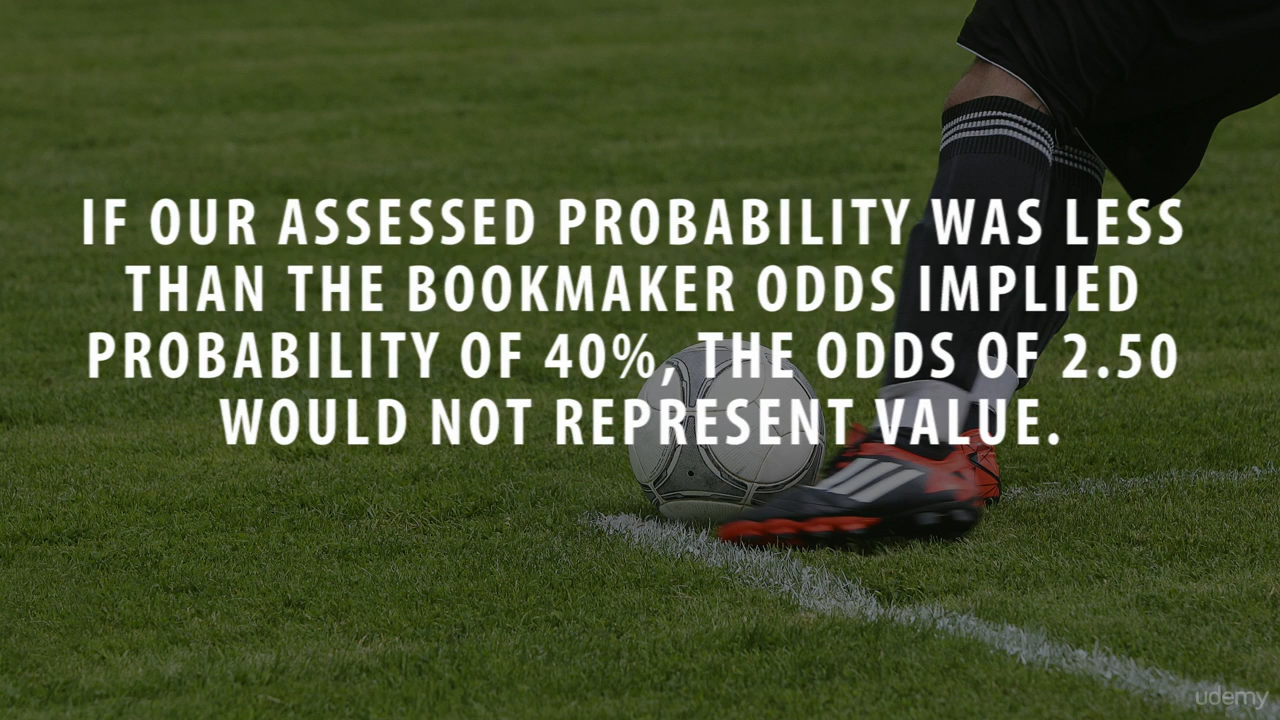 IF OUR ASSESSED PROBABILITY WAS LESS
THAN THE BOOKMAKER ODDS IMPLIED
PROBABILITY OF 40%, THE ODDS OF 2.50
WOULD NOT REPRESENT VALUE.
udemy